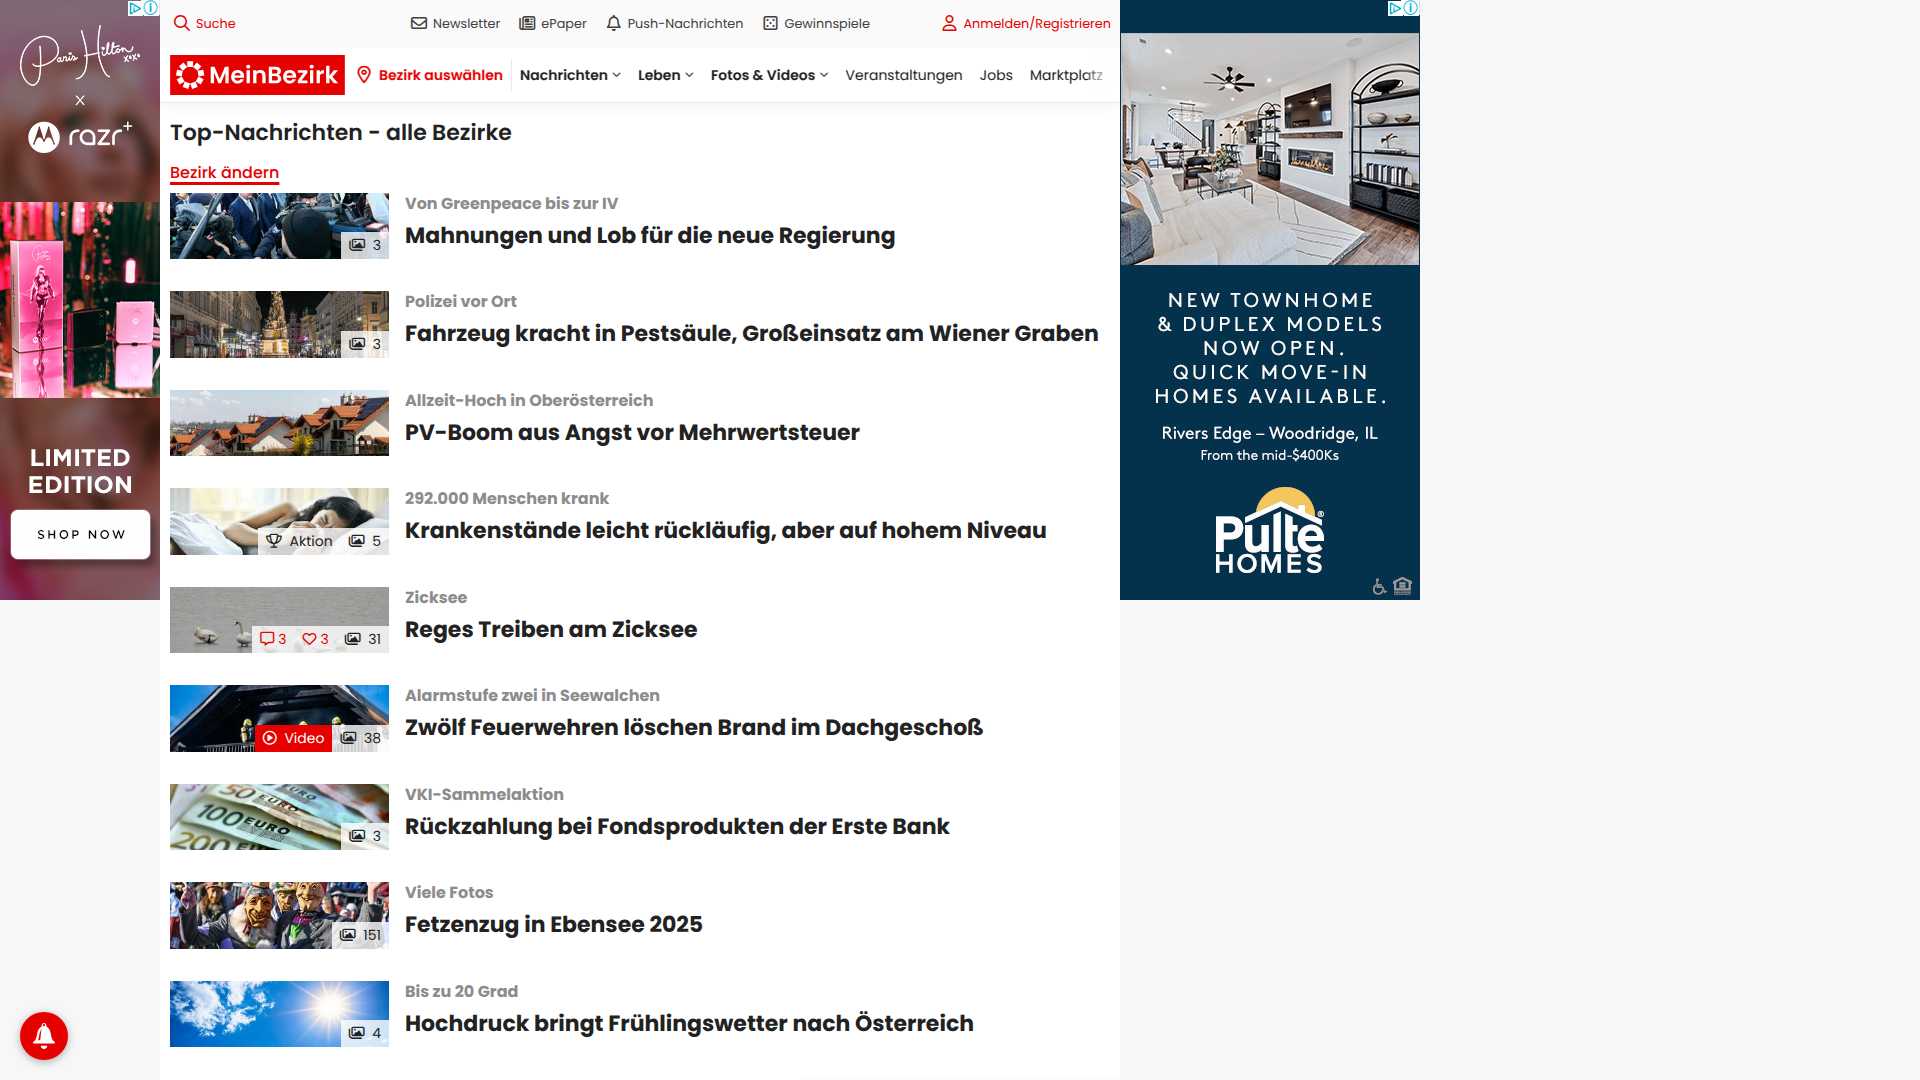 Suche
Newsletter
ePaper
Push-Nachrichten
Gewinnspiele
Anmelden/Registrieren
MeinBezirk
Bezirk auswählen
Nachrichten
Leben
Fotos & Videos
Veranstaltungen
Jobs
Marktplatz
Top-Nachrichten - alle Bezirke
Bezirk ändern
3
Von Greenpeace bis zur IV
Mahnungen und Lob für die neue Regierung
3
Polizei vor Ort
Fahrzeug kracht in Pestsäule, Großeinsatz am Wiener Graben
Allzeit-Hoch in Oberösterreich
PV-Boom aus Angst vor Mehrwertsteuer
Aktion 5
292.000 Menschen krank
Krankenstände leicht rückläufig, aber auf hohem Niveau
3 3 31
Zicksee
Reges Treiben am Zicksee
Video 38
Alarmstufe zwei in Seewalchen
Zwölf Feuerwehren löschen Brand im Dachgeschoß
50 EURO
100 EURO
200
3
VKI-Sammelaktion
Rückzahlung bei Fondsprodukten der Erste Bank
151
Viele Fotos
Fetzenzug in Ebensee 2025
4
Bis zu 20 Grad
Hochdruck bringt Frühlingswetter nach Österreich
Paris Hilton
xoxo
X
razr+
LIMITED
EDITION
SHOP NOW
NEW TOWNHOME
& DUPLEX MODELS
NOW OPEN.
QUICK MOVE-IN
HOMES AVAILABLE.
Rivers Edge – Woodridge, IL
From the mid-$400Ks
Pulte®
HOMES